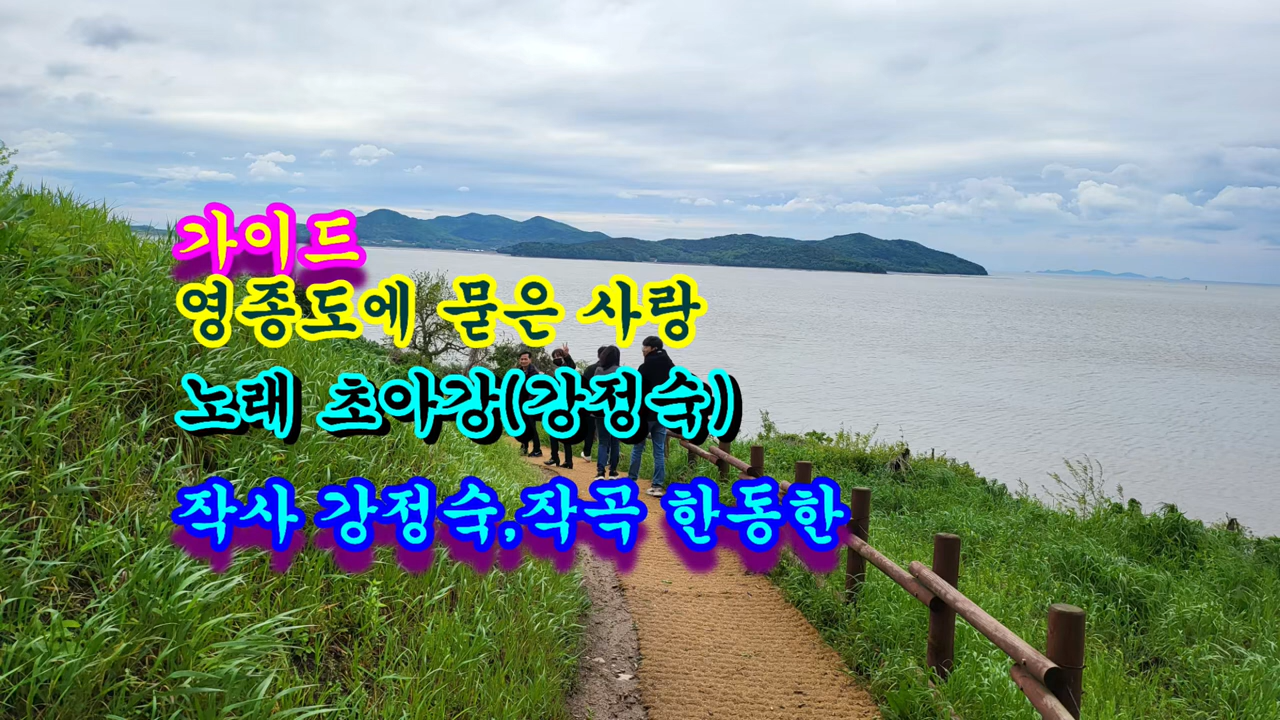 가이드
영종도에 묻은 사랑
노래 초아강(강정숙)
작사 강정숙,작곡 한동한